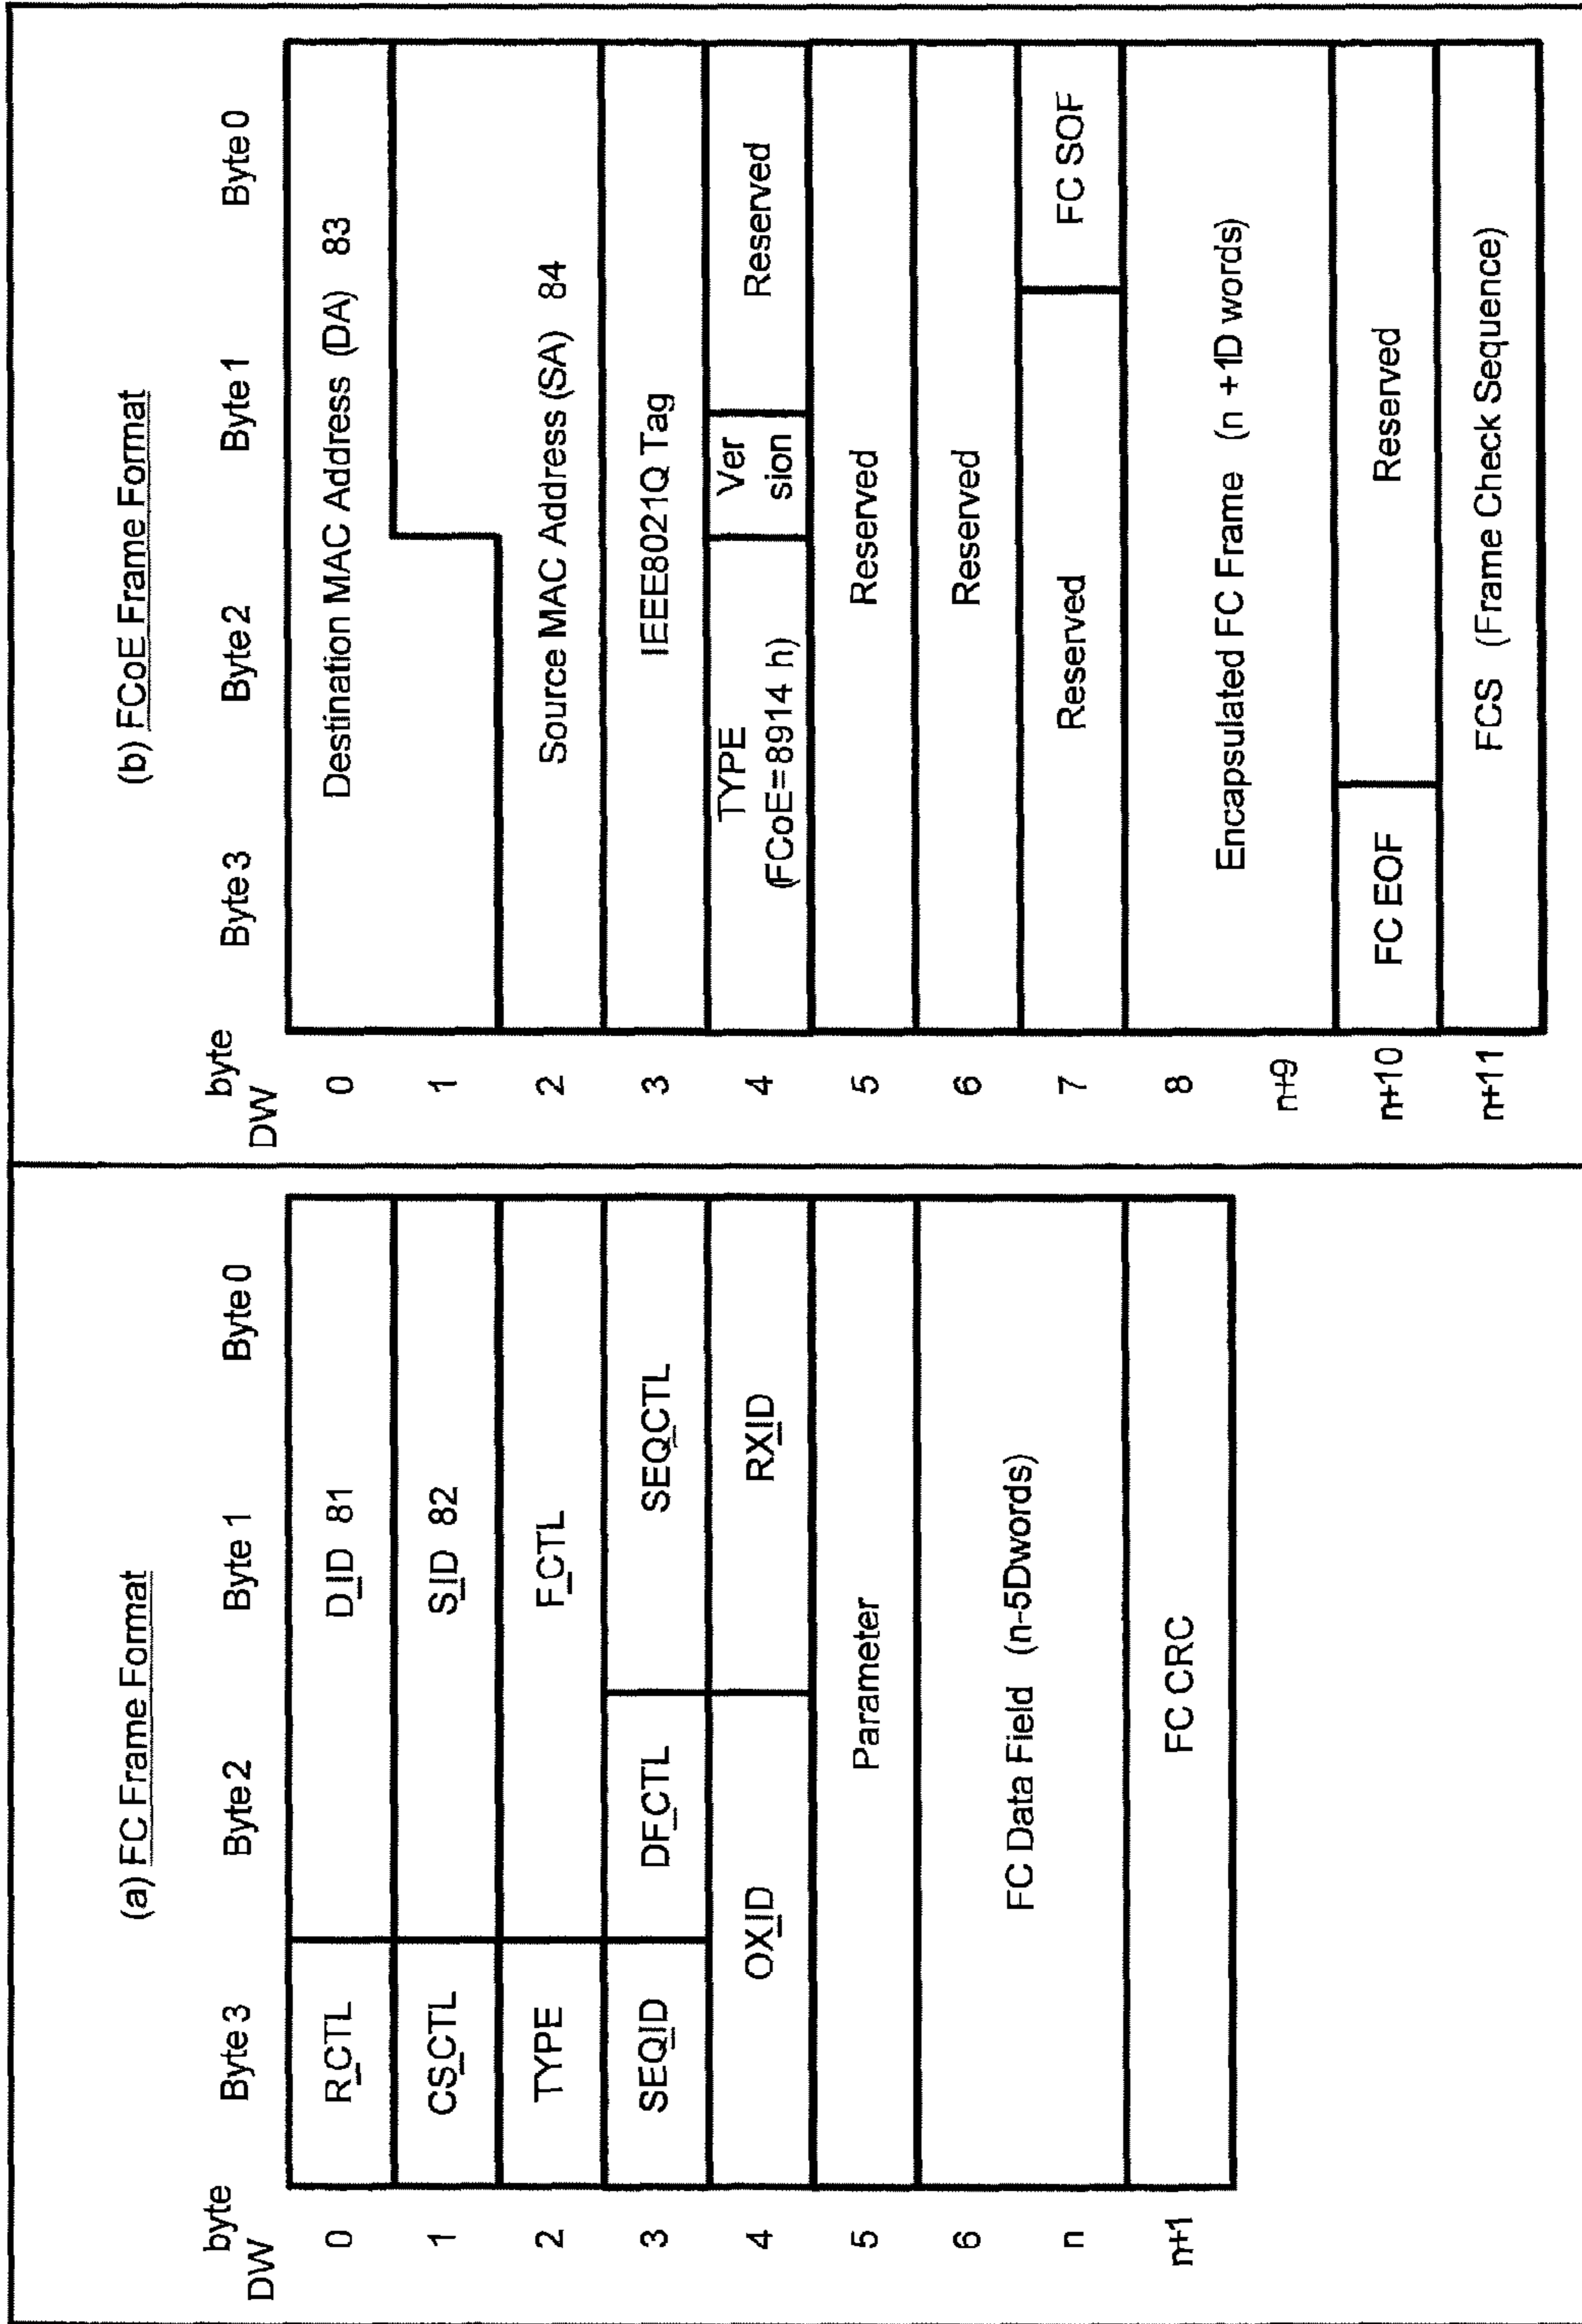 (a) FC Frame Format
byte
DW
Byte 3 Byte 2 Byte 1 Byte 0
0 R_CTL D_ID 81
1 CS_CTL S_ID 82
2 TYPE F_CTL
3 SEQ_ID DF_CTL SEQ_CTL
4 OX_ID RX_ID
5 Parameter
6 FC Data Field (n-5Dwords)
n
n+1 FC CRC
(b) FCoE Frame Format
byte
DW
Byte 3 Byte 2 Byte 1 Byte 0
0 Destination MAC Address (DA) 83
1
2 Source MAC Address (SA) 84
3 IEEE8021Q Tag
4 TYPE
(FCoE=8914 h)
Ver
sion
Reserved
5 Reserved
6 Reserved
7 Reserved FC SOF
8 Encapsulated FC Frame (n +1D words)
n+9
n+10 FC EOF Reserved
n+11 FCS (Frame Check Sequence)